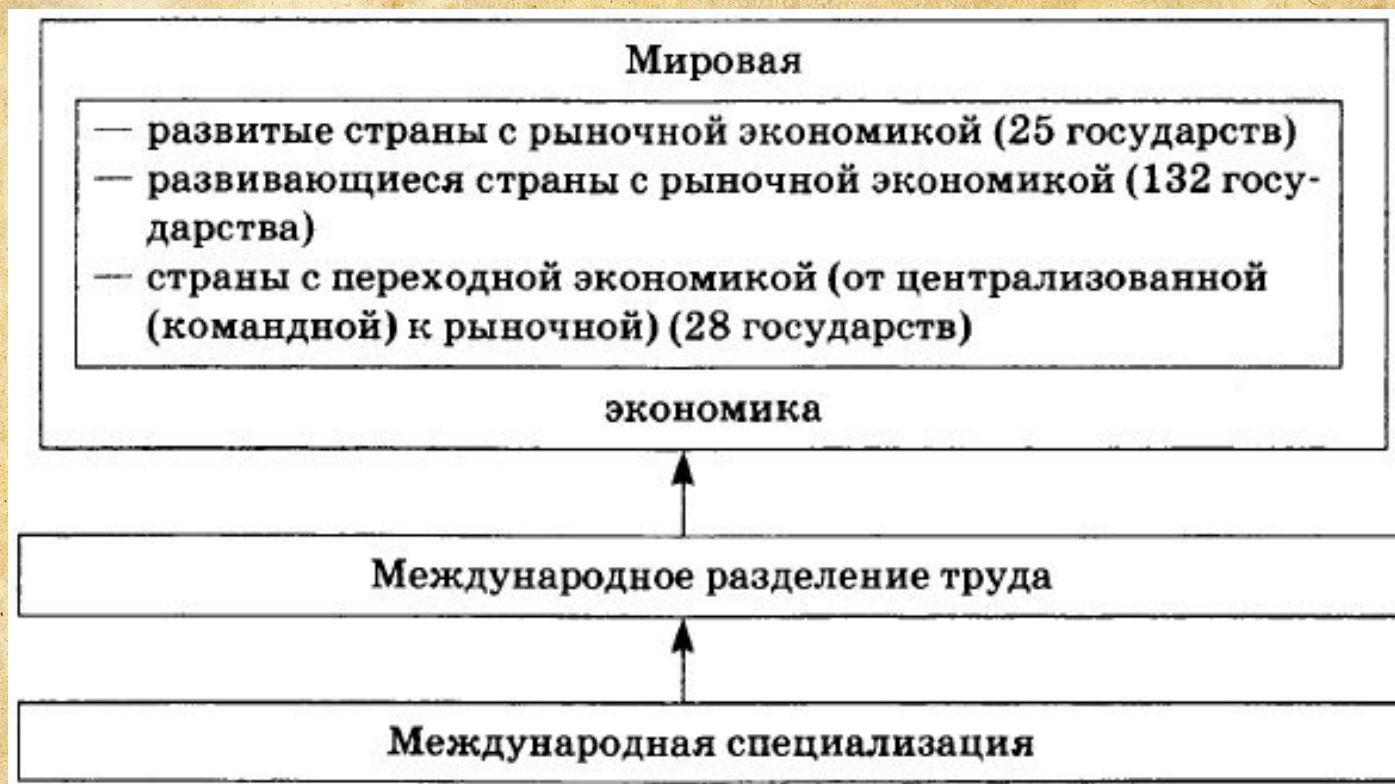 Мировая
— развитые страны с рыночной экономикой (25 государств)
— развивающиеся страны с рыночной экономикой (132 госу-
дарства)
— страны с переходной экономикой (от централизованной
(командной) к рыночной) (28 государств)
экономика
Международное разделение труда
Международная специализация